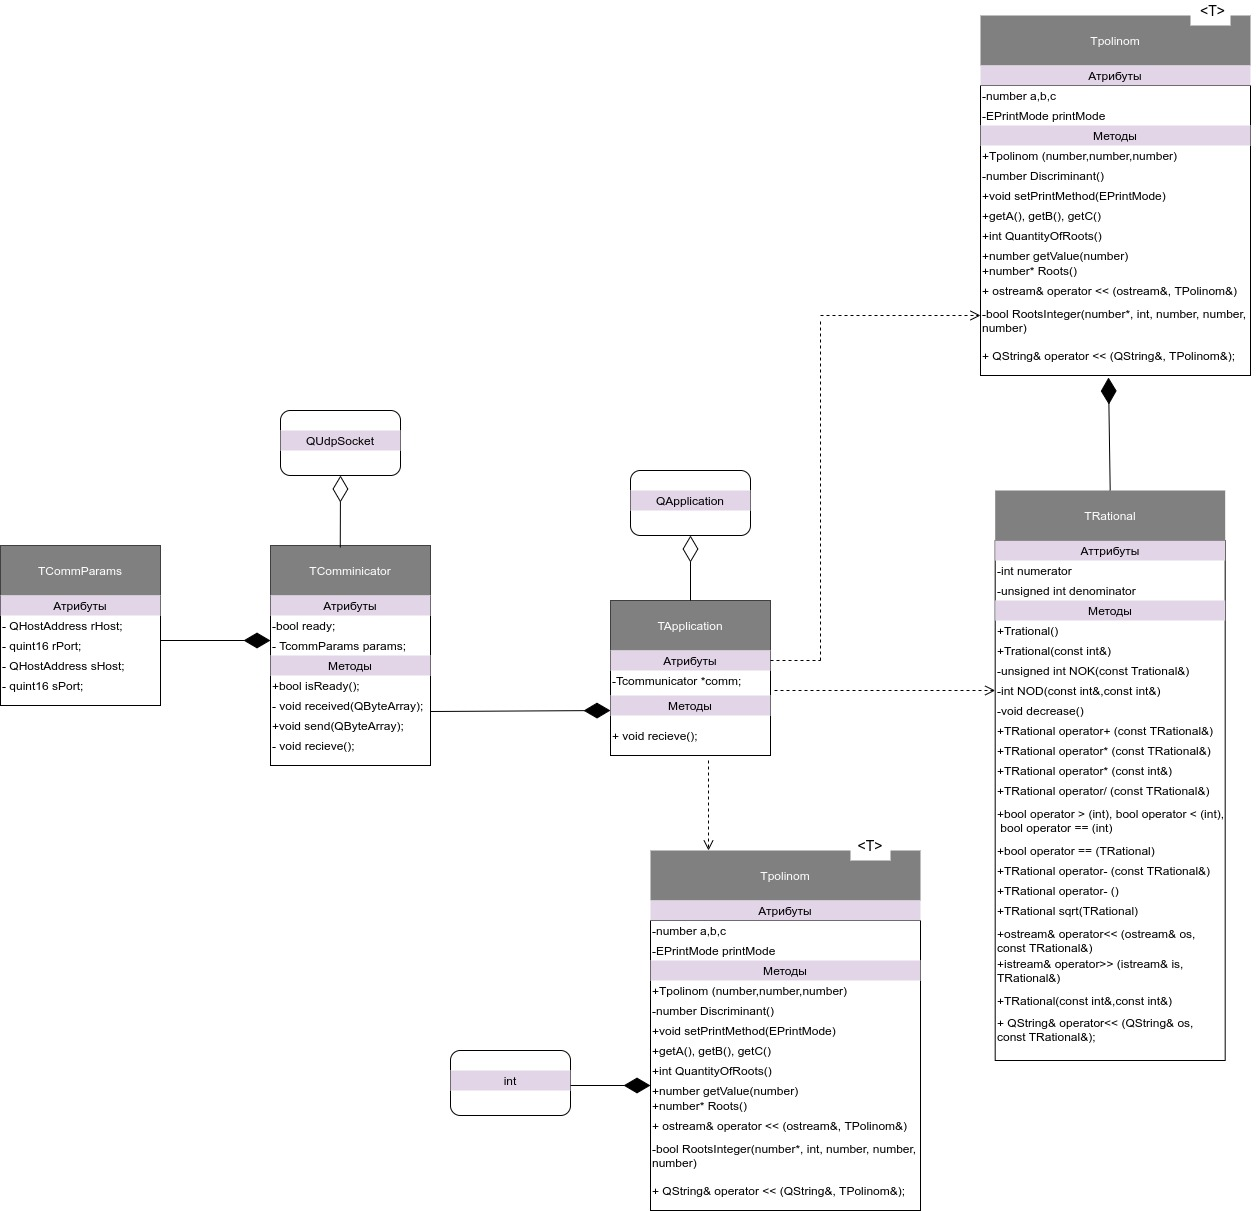 <T>
Tpolinom
Атрибуты
-number a,b,c
-EPrintMode printMode
Методы
+Tpolinom (number,number,number)
-number Discriminant()
+void setPrintMethod(EPrintMode)
+getA(), getB(), getC()
+int QuantityOfRoots()
+number getValue(number)
+number* Roots()
+ ostream& operator << (ostream&, TPolinom&)
-bool RootsInteger(number*, int, number, number,
number)
+ QString& operator << (QString&, TPolinom&);
QUdpSocket
QApplication
TCommParams
Атрибуты
- QHostAddress rHost;
- quint16 rPort;
- QHostAddress sHost;
- quint16 sPort;
TComminicator
Атрибуты
-bool ready;
- TcommParams params;
Методы
+bool isReady();
- void received(QByteArray);
+void send(QByteArray);
- void recieve();
TApplication
Атрибуты
-Tcommunicator *comm;
Методы
+ void recieve();
TRational
Аттрибуты
-int numerator
-unsigned int denominator
Методы
+Trational()
+Trational(const int&)
-unsigned int NOK(const Trational&)
-int NOD(const int&,const int&)
-void decrease()
+TRational operator+ (const TRational&)
+TRational operator* (const TRational&)
+TRational operator* (const int&)
+TRational operator/ (const TRational&)
+bool operator > (int), bool operator < (int),
bool operator == (int)
+bool operator == (TRational)
+TRational operator- (const TRational&)
+TRational operator- ()
+TRational sqrt(TRational)
+ostream& operator<< (ostream& os,
const TRational&)
+istream& operator>> (istream& is,
TRational&)
+TRational(const int&,const int&)
+ QString& operator<< (QString& os,
const TRational&);
<T>
Tpolinom
Атрибуты
-number a,b,c
-EPrintMode printMode
Методы
+Tpolinom (number,number,number)
-number Discriminant()
+void setPrintMethod(EPrintMode)
+getA(), getB(), getC()
+int QuantityOfRoots()
+number getValue(number)
+number* Roots()
+ ostream& operator << (ostream&, TPolinom&)
-bool RootsInteger(number*, int, number, number,
number)
+ QString& operator << (QString&, TPolinom&);
int